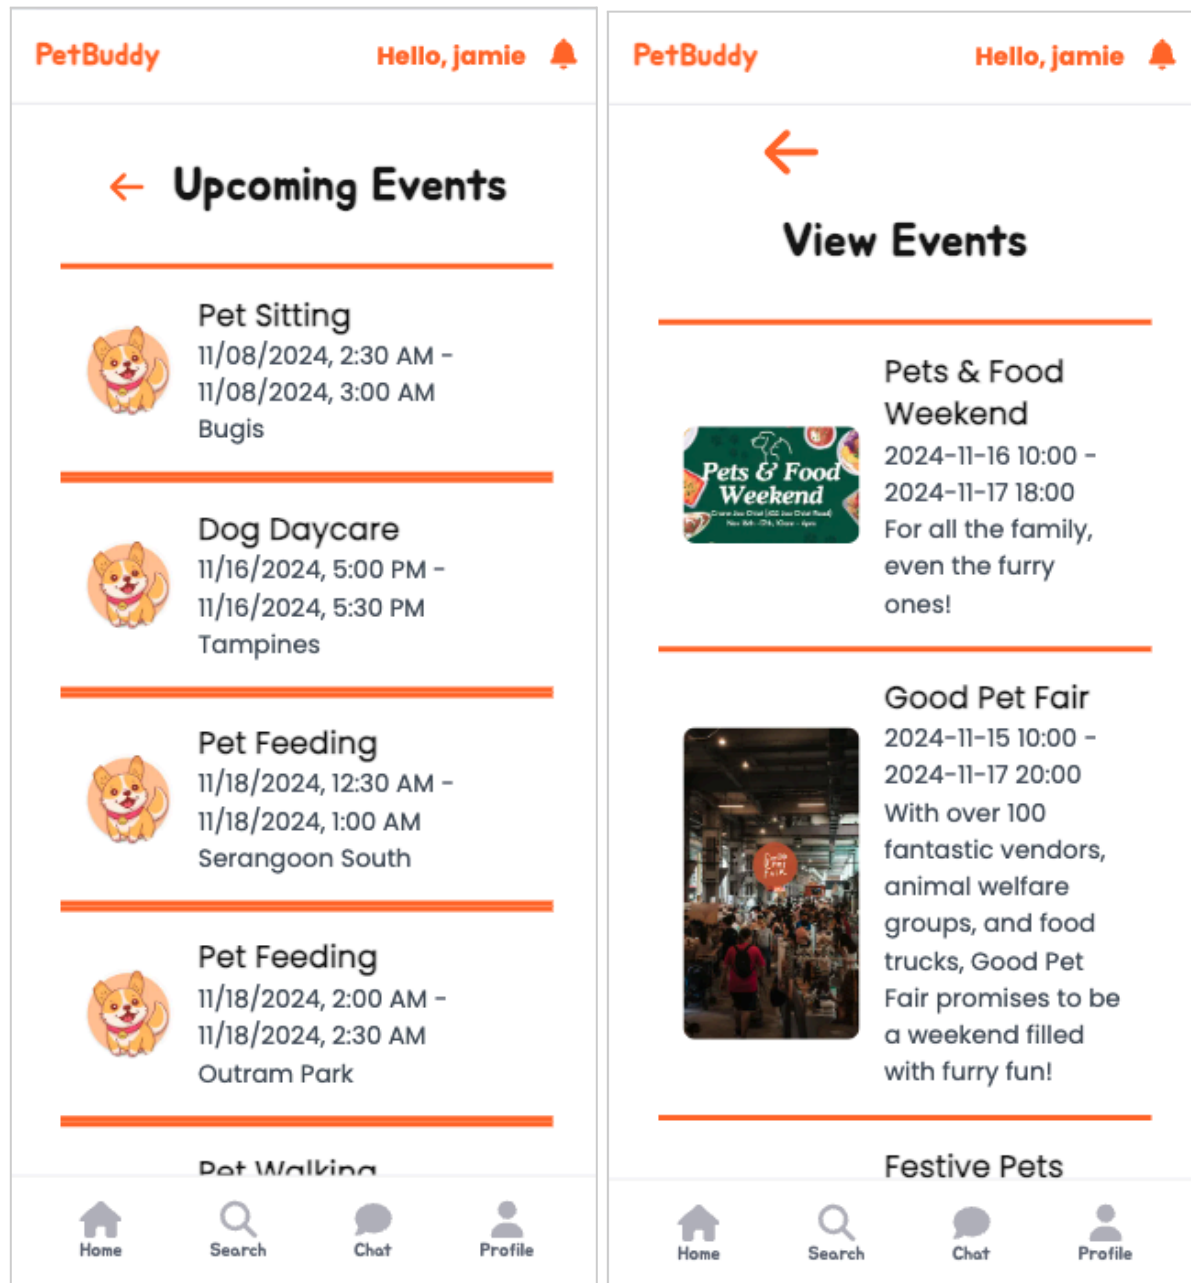 PetBuddy
Hello, jamie
Upcoming Events
Pet Sitting
11/08/2024, 2:30 AM -
11/08/2024, 3:00 AM
Bugis
Dog Daycare
11/16/2024, 5:00 PM -
11/16/2024, 5:30 PM
Tampines
Pet Feeding
11/18/2024, 12:30 AM -
11/18/2024, 1:00 AM
Serangoon South
Pet Feeding
11/18/2024, 2:00 AM -
11/18/2024, 2:30 AM
Outram Park
Pet Walking
Home
Search
Chat
Profile
PetBuddy
Hello, jamie
View Events
Pets & Food
Weekend
Pets & Food
Weekend
2024-11-16 10:00 -
2024-11-17 18:00
For all the family,
even the furry
ones!
Good Pet Fair
2024-11-15 10:00 -
2024-11-17 20:00
With over 100
fantastic vendors,
animal welfare
groups, and food
trucks, Good Pet
Fair promises to be
a weekend filled
with furry fun!
Festive Pets
Home
Search
Chat
Profile